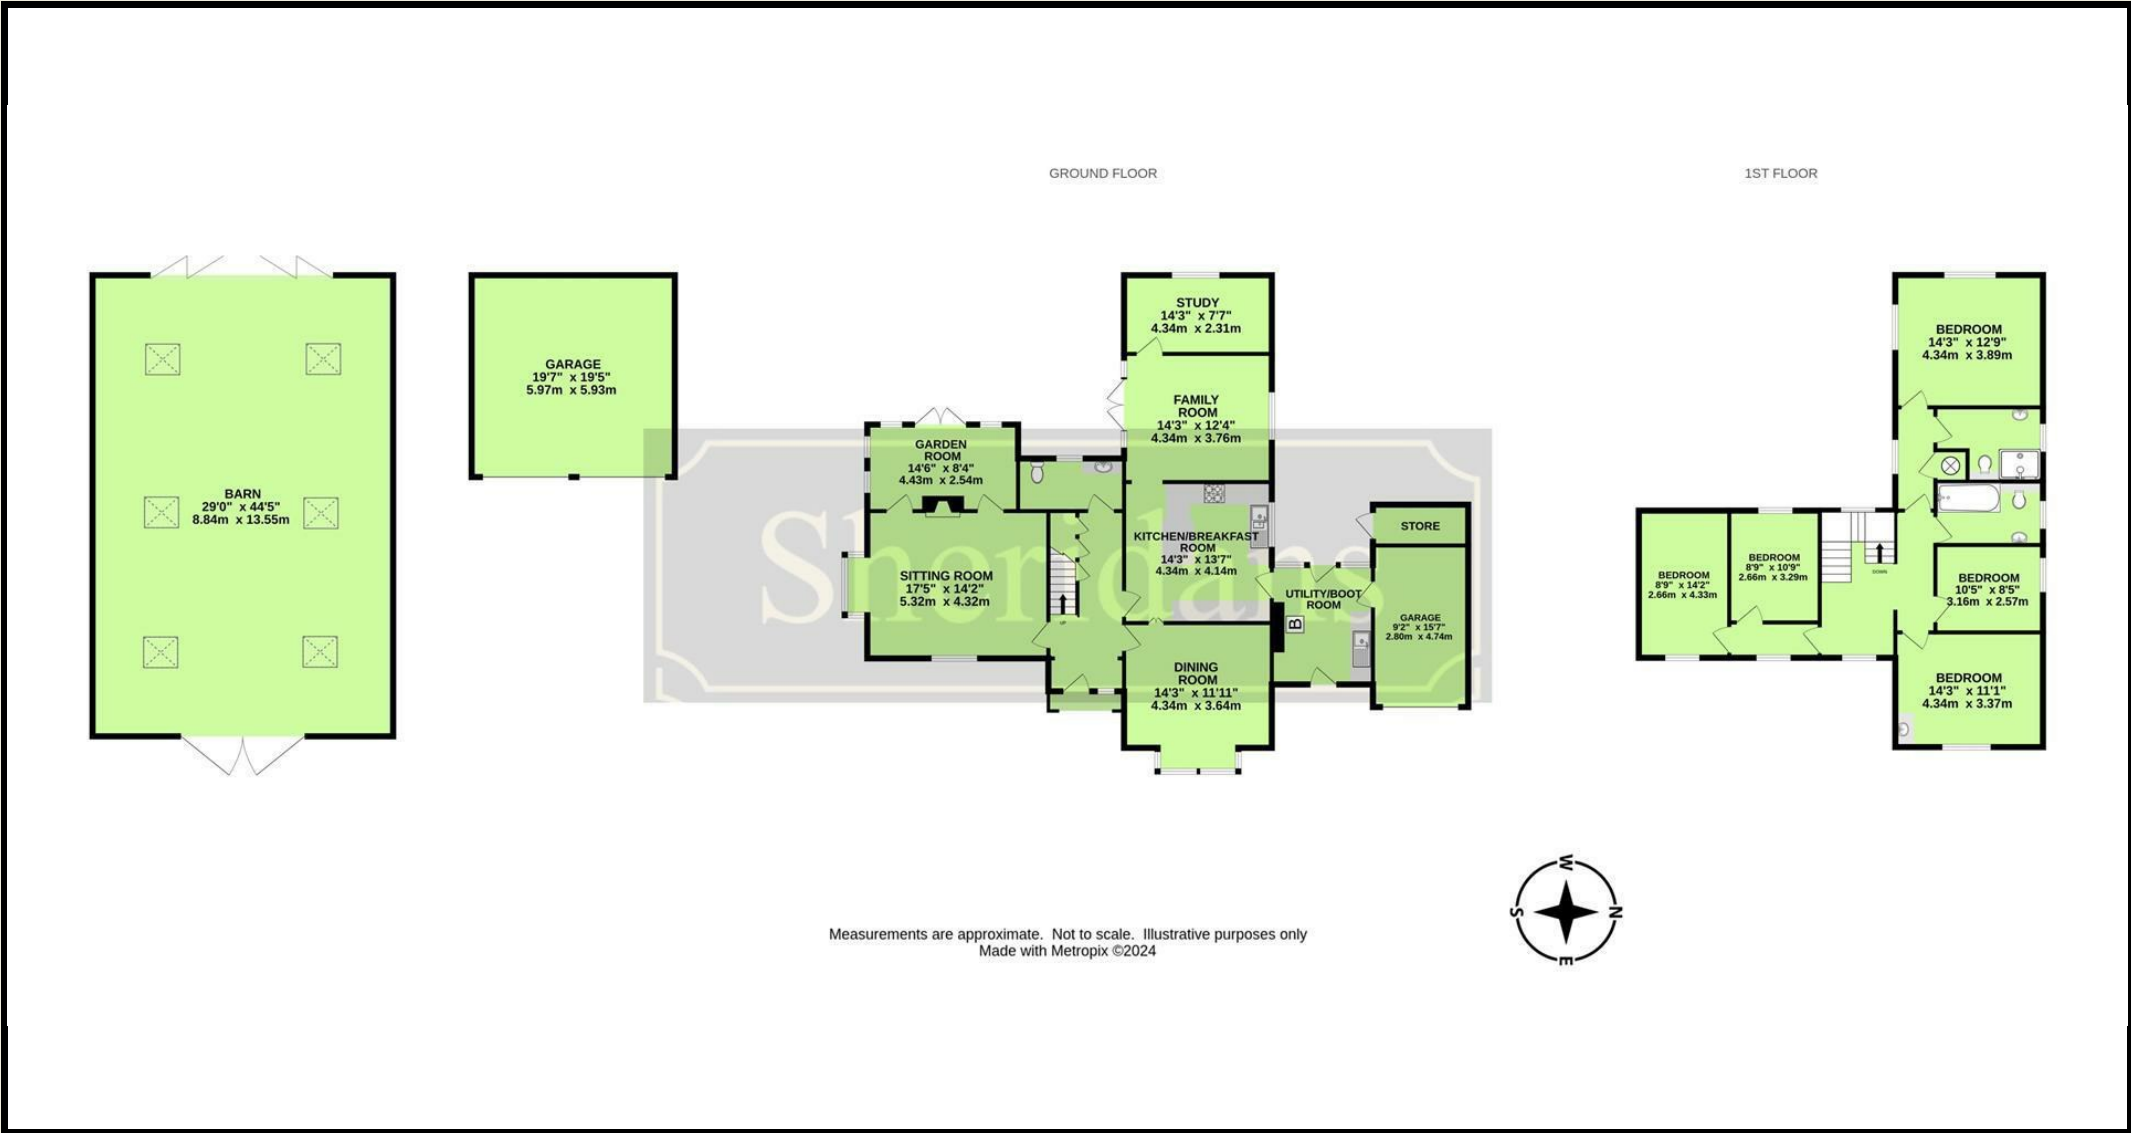 GROUND FLOOR
1ST FLOOR
BARN
29'0" x 44'5"
8.84m x 13.55m
GARAGE
19'7" x 19'5"
5.97m x 5.93m
STUDY
14'3" x 7'7"
4.34m x 2.31m
FAMILY
ROOM
14'3" x 12'4"
4.34m x 3.76m
GARDEN
ROOM
14'6" x 8'4"
4.43m x 2.54m
Sheridans
SITTING ROOM
17'5" x 14'2"
5.32m x 4.32m
UP
KITCHEN/BREAKFAST
ROOM
14'3" x 13'7"
4.34m x 4.14m
STORE
UTILITY/BOOT
ROOM
B
GARAGE
9'2" x 15'7"
2.80m x 4.74m
DINING
ROOM
14'3" x 11'11"
4.34m x 3.64m
BEDROOM
14'3" x 12'9"
4.34m x 3.89m
BEDROOM
8'9" x 14'2"
2.66m x 4.33m
BEDROOM
8'9" x 10'9"
2.66m x 3.29m
DOWN
BEDROOM
10'5" x 8'5"
3.16m x 2.57m
BEDROOM
14'3" x 11'1"
4.34m x 3.37m
W
S
N
E
Measurements are approximate. Not to scale. Illustrative purposes only
Made with Metropix ©2024